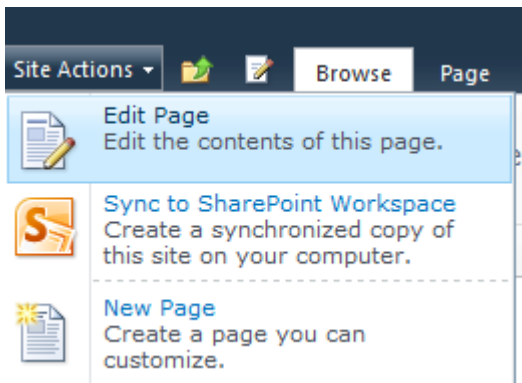 Site Actions Browse Page
Edit Page
Edit the contents of this page.
Sync to SharePoint Workspace
Create a synchronized copy of
this site on your computer.
New Page
Create a page you can
customize.